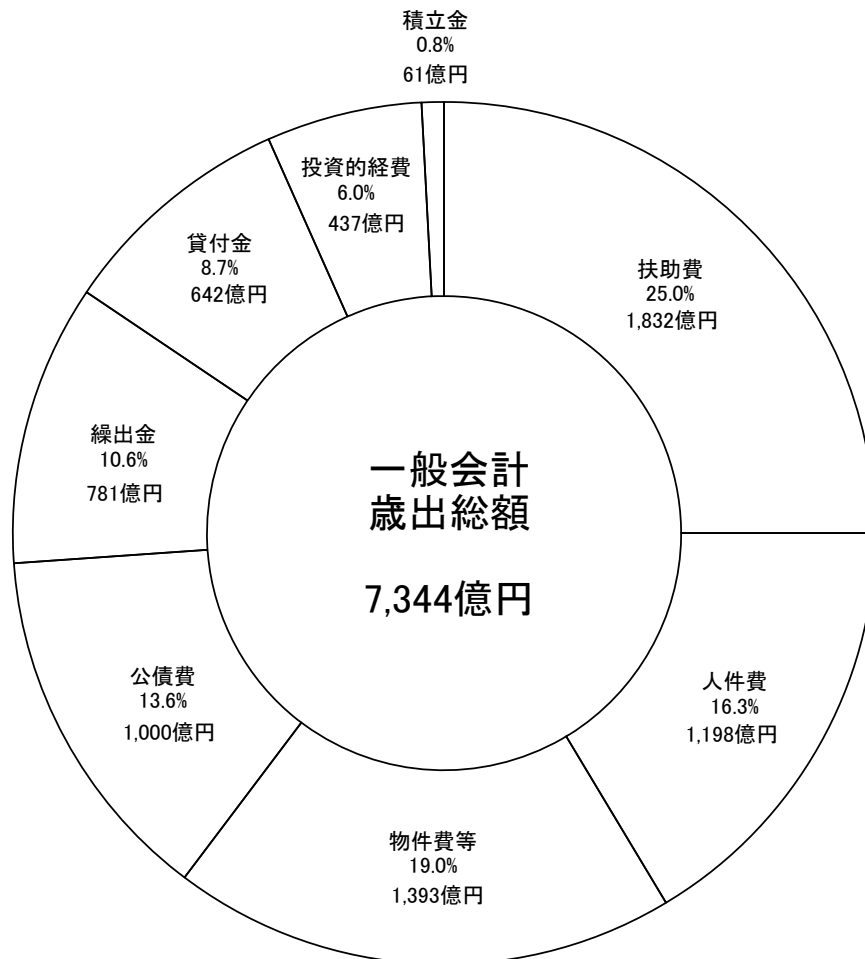 積立金
0.8%
61億円
投資的経費
6.0%
437億円
貸付金
8.7%
642億円
扶助費
25.0%
1,832億円
繰出金
10.6%
781億円
一般会計
歳出総額
7,344億円
公債費
13.6%
1,000億円
人件費
16.3%
1,198億円
物件費等
19.0%
1,393億円